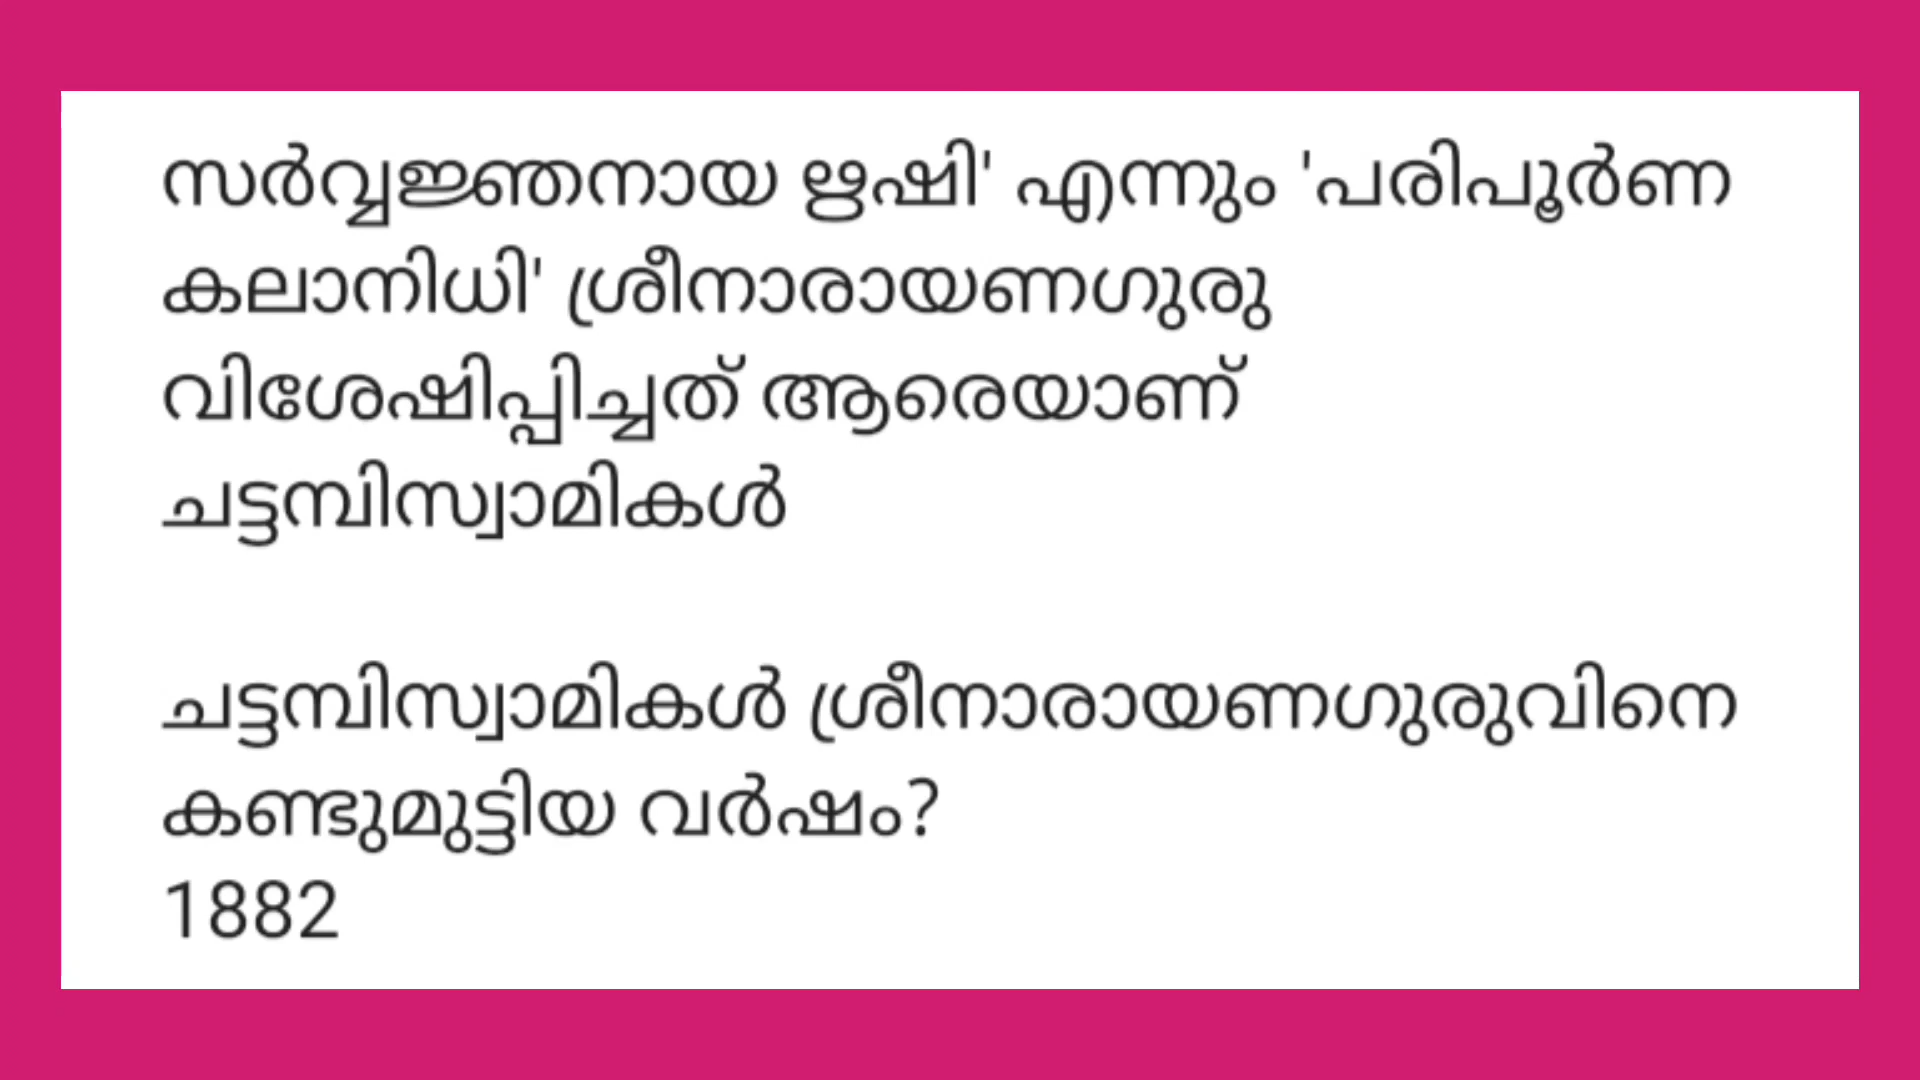 സർവ്വജ്ഞനായ ഋഷി' എന്നും 'പരിപൂർണ
കലാനിധി' ശ്രീനാരായണഗുരു
വിശേഷിപ്പിച്ചത് ആരെയാണ്
ചട്ടമ്പിസ്വാമികൾ
ചട്ടമ്പിസ്വാമികൾ ശ്രീനാരായണഗുരുവിനെ
കണ്ടുമുട്ടിയ വർഷം?
1882